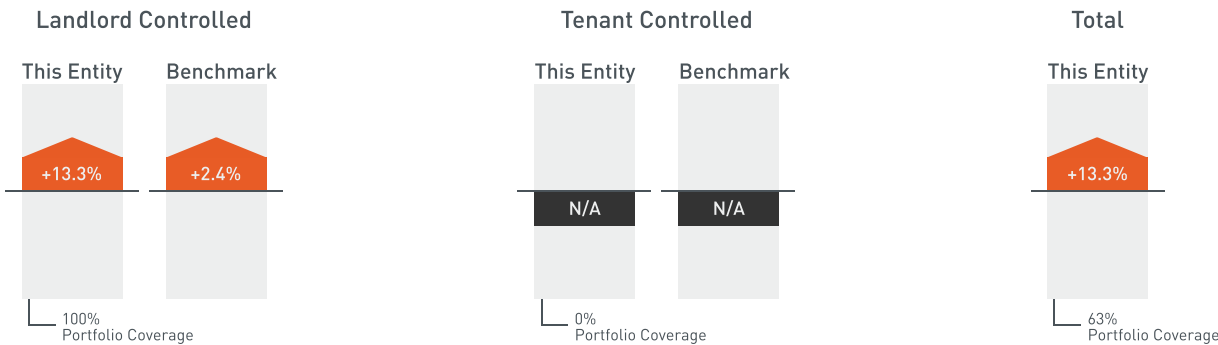 Landlord Controlled
This Entity
Benchmark
+13.3%
+2.4%
100%
Portfolio Coverage
Tenant Controlled
This Entity
Benchmark
N/A
N/A
0%
Portfolio Coverage
Total
This Entity
+13.3%
63%
Portfolio Coverage